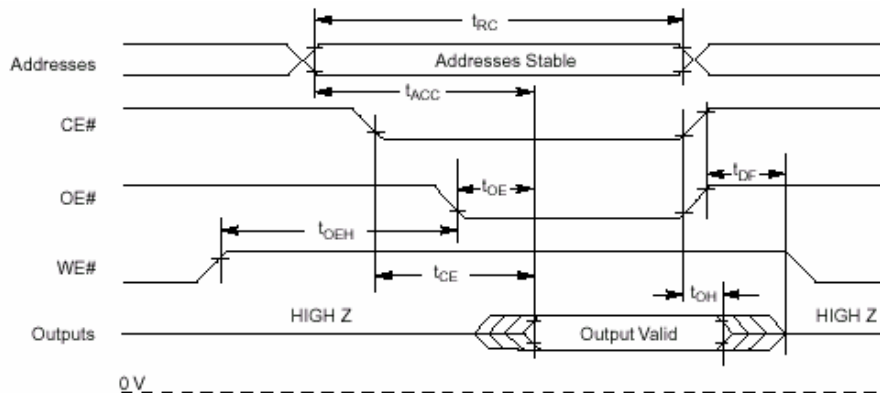 tRC
Addresses
Addresses Stable
tACC
CE#
tDF
OE#
tOE
tOEH
WE#
tCE
tOH
HIGH Z
HIGH Z
Outputs
Output Valid
0 V